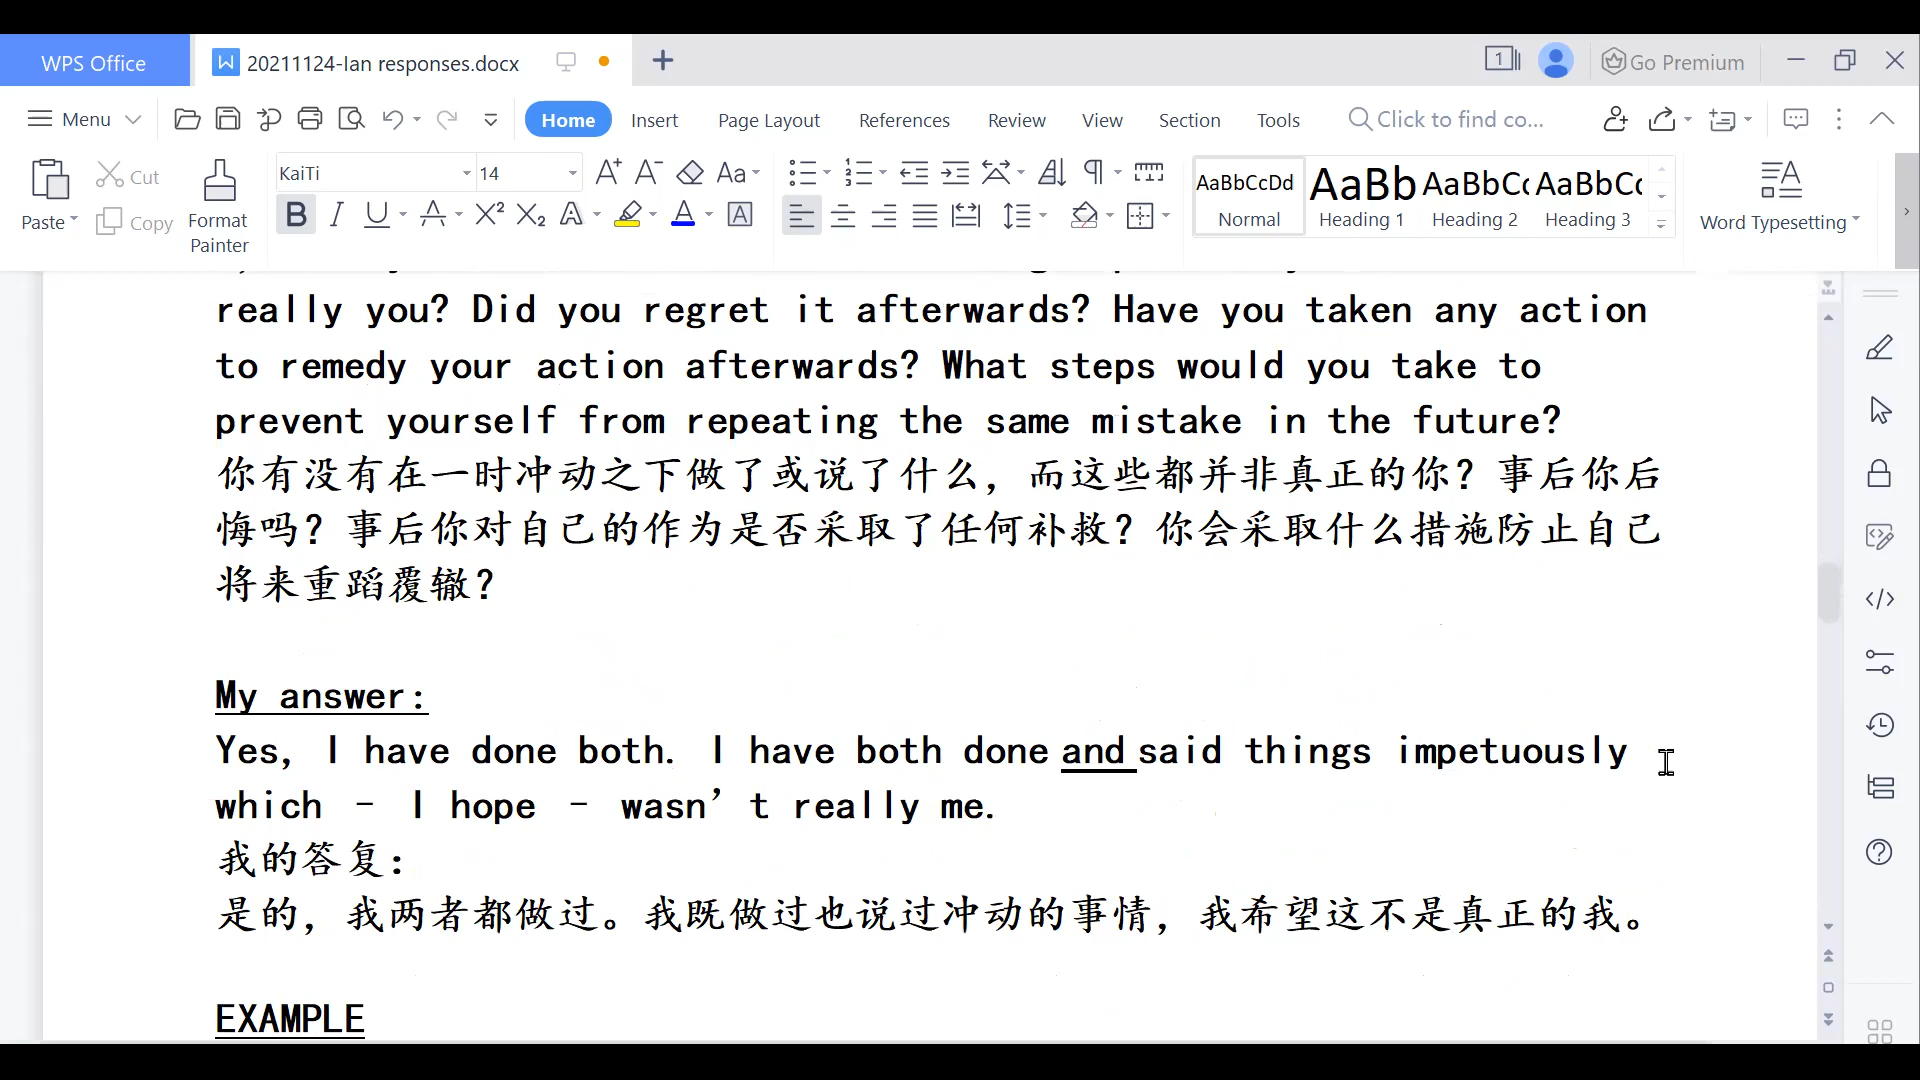 WPS Office
20211124-Ian responses.docx
Go Premium
Menu
Home
Insert
Page Layout
References
Review
View
Section
Tools
Click to find co...
Paste
Cut
Copy
Format
Painter
KaiTi
14
AaBbCcDd
Normal
AaBb
Heading 1
AaBbC
Heading 2
AaBbC
Heading 3
Word Typesetting
really you? Did you regret it afterwards? Have you taken any action
to remedy your action afterwards? What steps would you take to
prevent yourself from repeating the same mistake in the future?
你有没有在一时冲动之下做了或说了什么，而这些都并非真正的你？事后你后
悔吗？事后你对自己的作为是否采取了任何补救？你会采取什么措施防止自己
将来重蹈覆辙？
My answer:
Yes, I have done both. I have both done and said things impetuously
which – I hope – wasn’t really me.
我的答复：
是的，我两者都做过。我既做过也说过冲动的事情，我希望这不是真正的我。
EXAMPLE